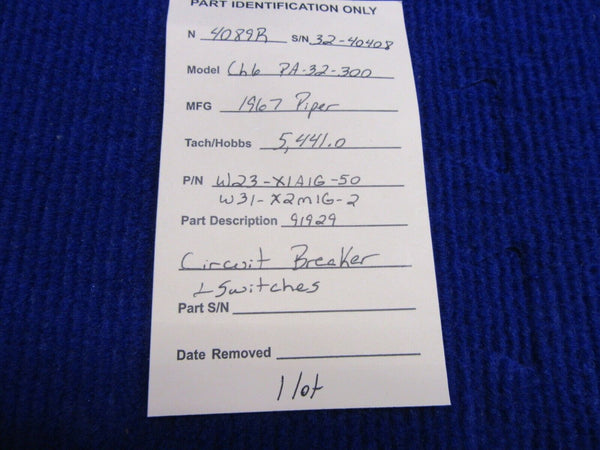 PART IDENTIFICATION ONLY
N 4089R S/N 32-40408
Model Ch6 PA-32-300
MFG 1967 Piper
Tach/Hobbs 5,441.0
P/N W23-X1A1G-50
W31-X2M1G-2
Part Description 91929
Circuit Breaker
+ Switches
Part S/N
Date Removed
1 lot